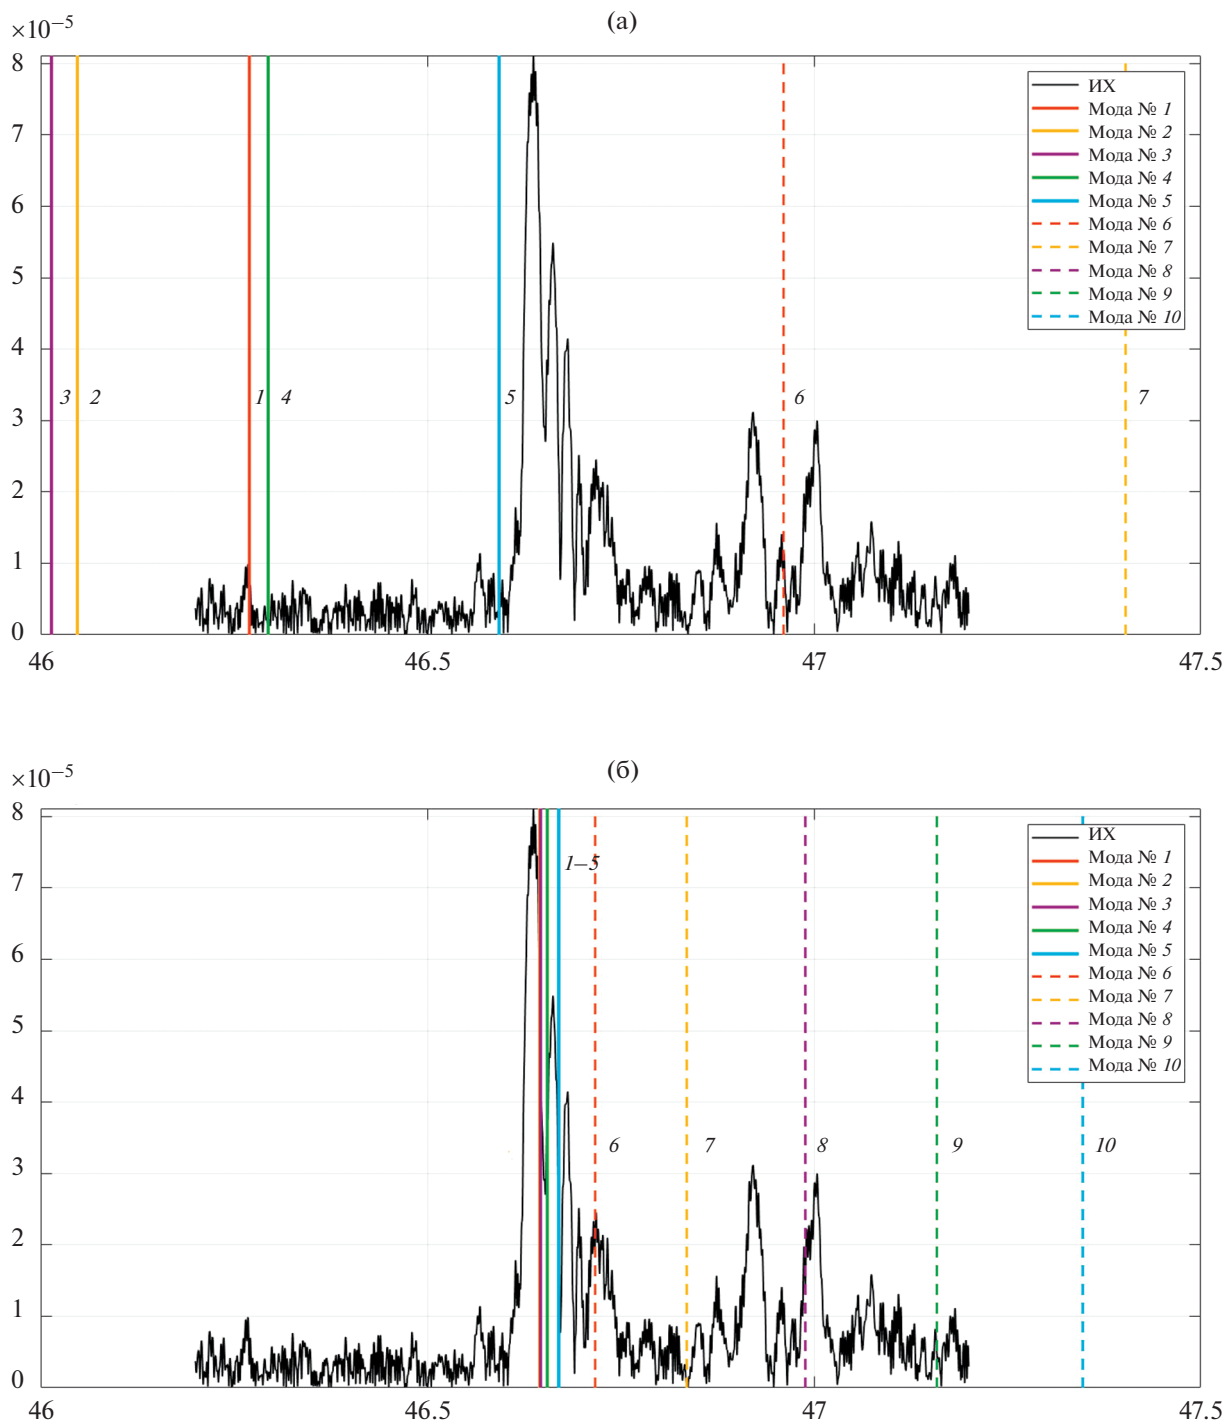 (а)
×10−5
8
7
6
5
4
3
2
1
0
46
46.5
47
47.5
3
2
1
4
5
6
7
ИХ
Мода № 1
Мода № 2
Мода № 3
Мода № 4
Мода № 5
Мода № 6
Мода № 7
Мода № 8
Мода № 9
Мода № 10
(б)
×10−5
8
7
6
5
4
3
2
1
0
46
46.5
47
47.5
1–5
6
7
8
9
10
ИХ
Мода № 1
Мода № 2
Мода № 3
Мода № 4
Мода № 5
Мода № 6
Мода № 7
Мода № 8
Мода № 9
Мода № 10